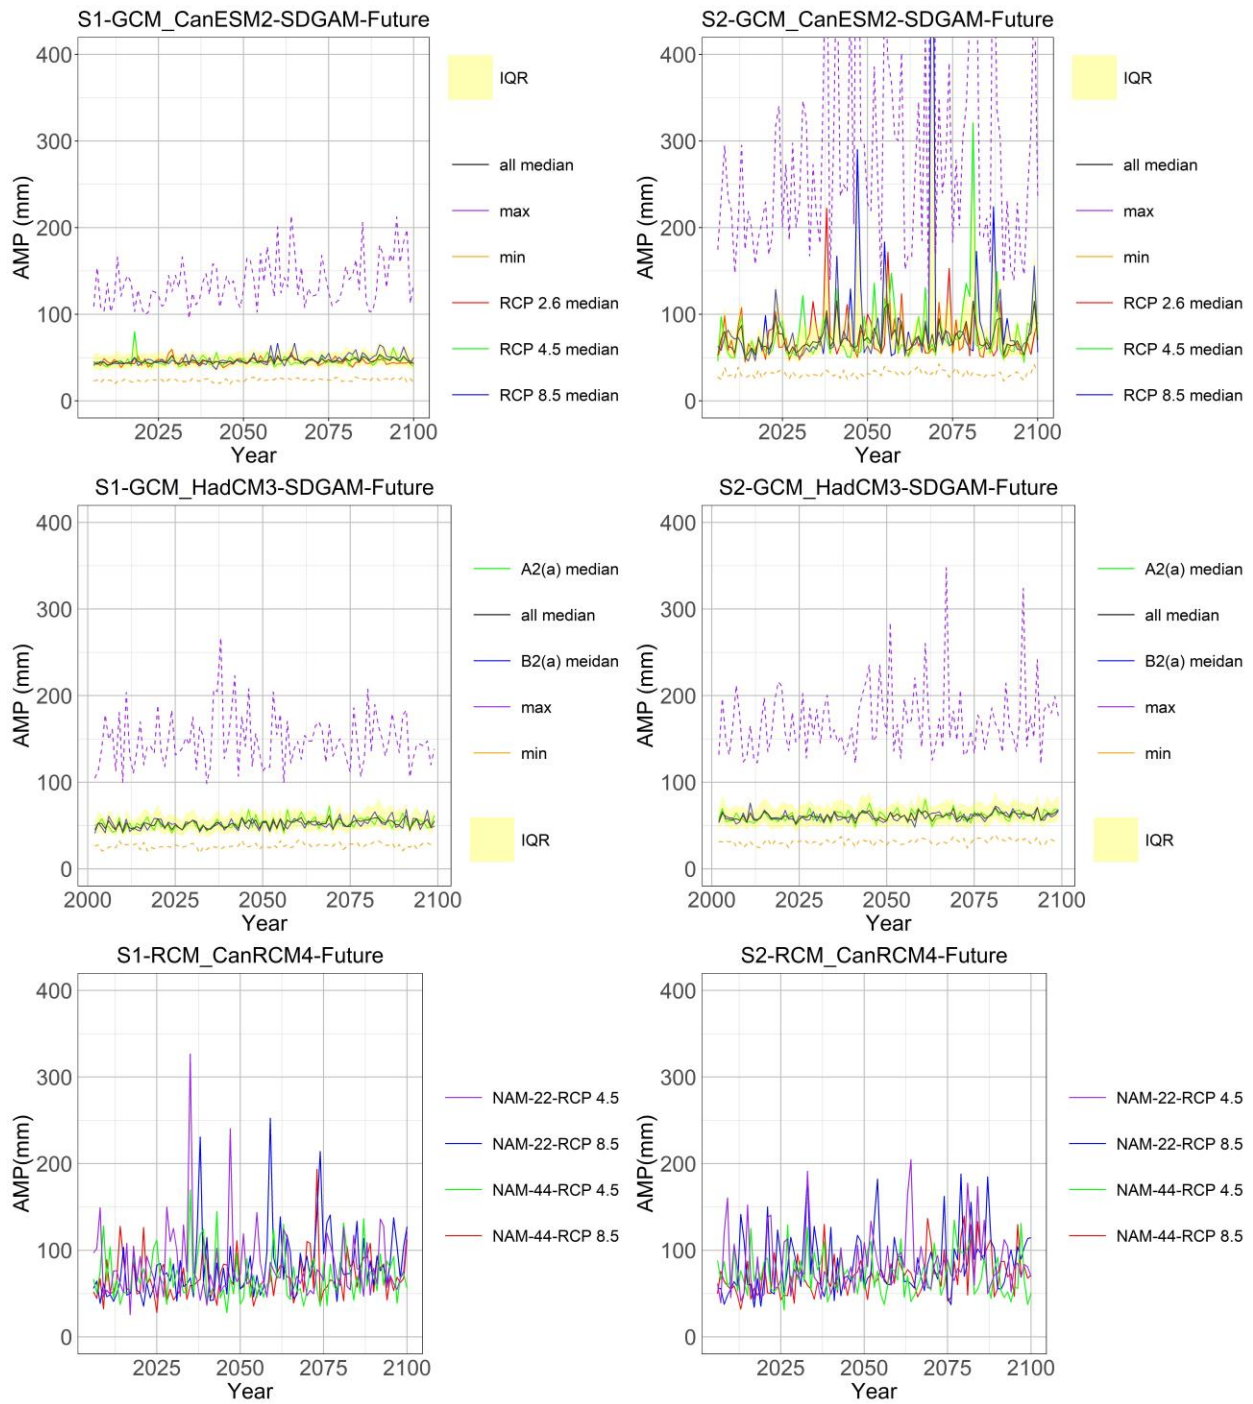 S1-GCM_CanESM2-SDGAM-Future
400
300
200
100
0
AMP (mm)
2025 2050 2075 2100
Year
IQR
all median
max
min
RCP 2.6 median
RCP 4.5 median
RCP 8.5 median
S2-GCM_CanESM2-SDGAM-Future
400
300
200
100
0
AMP (mm)
2025 2050 2075 2100
Year
IQR
all median
max
min
RCP 2.6 median
RCP 4.5 median
RCP 8.5 median
S1-GCM_HadCM3-SDGAM-Future
400
300
200
100
0
AMP (mm)
2000 2025 2050 2075 2100
Year
A2(a) median
all median
B2(a) meidan
max
min
IQR
S2-GCM_HadCM3-SDGAM-Future
400
300
200
100
0
AMP (mm)
2000 2025 2050 2075 2100
Year
A2(a) median
all median
B2(a) meidan
max
min
IQR
S1-RCM_CanRCM4-Future
400
300
200
100
0
AMP(mm)
2025 2050 2075 2100
Year
NAM-22-RCP 4.5
NAM-22-RCP 8.5
NAM-44-RCP 4.5
NAM-44-RCP 8.5
S2-RCM_CanRCM4-Future
400
300
200
100
0
AMP(mm)
2025 2050 2075 2100
Year
NAM-22-RCP 4.5
NAM-22-RCP 8.5
NAM-44-RCP 4.5
NAM-44-RCP 8.5